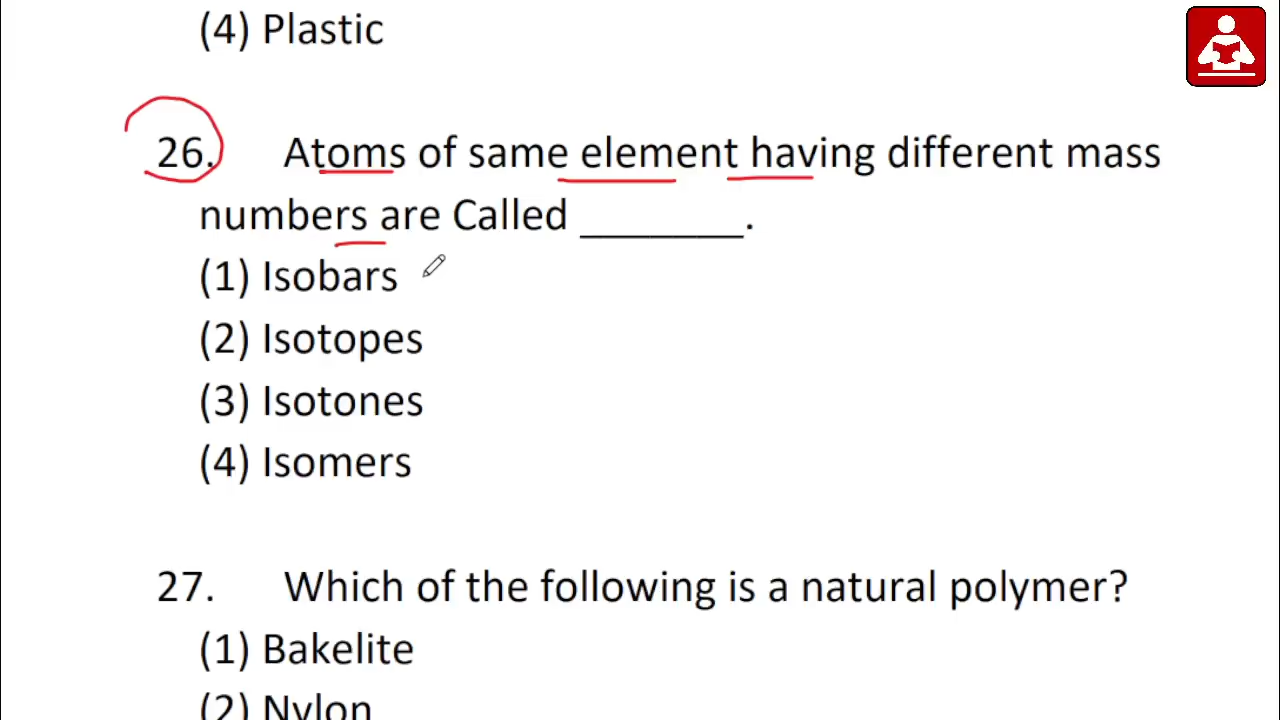 (4) Plastic
26. Atoms of same element having different mass
numbers are Called _______.
(1) Isobars
(2) Isotopes
(3) Isotones
(4) Isomers
27. Which of the following is a natural polymer?
(1) Bakelite
(2) Nylon